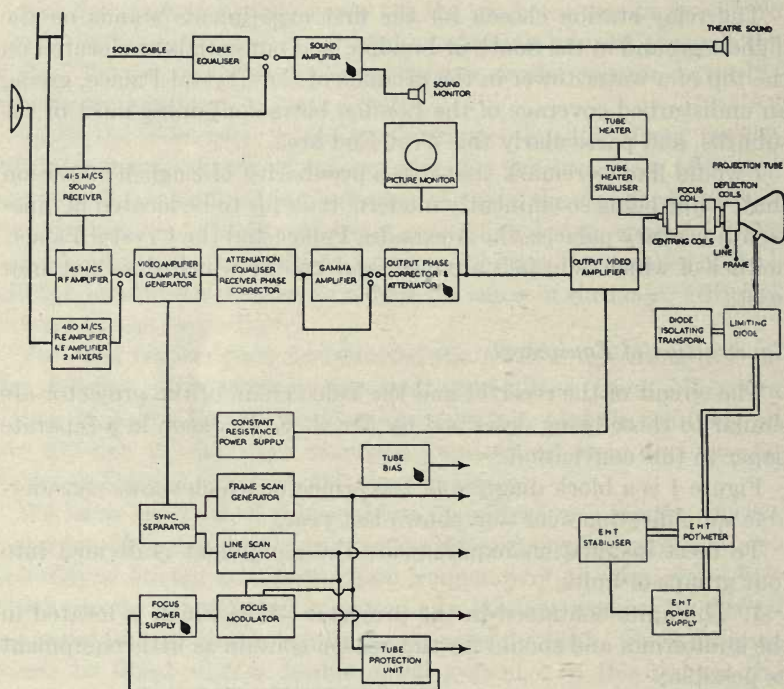 THEATRE SOUND
SOUND CABLE
CABLE
EQUALISER
SOUND
AMPLIFIER
SOUND
MONITOR
PICTURE MONITOR
TUBE
HEATER
TUBE
HEATER
STABILISER
PROJECTION TUBE
FOCUS
COIL
DEFLECTION
COILS
CENTRING COILS
LINE
FRAME
41·5 M/CS
SOUND
RECEIVER
45 M/CS
R F AMPLIFIER
480 M/CS
R.F. AMPLIFIER
I.F. AMPLIFIER
2 MIXERS
VIDEO AMPLIFIER
& CLAMP PULSE
GENERATOR
ATTENUATION
EQUALISER
RECEIVER PHASE
CORRECTOR
GAMMA
AMPLIFIER
OUTPUT PHASE
CORRECTOR &
ATTENUATOR
OUTPUT VIDEO
AMPLIFIER
DIODE
ISOLATING
TRANSFORM.
LIMITING
DIODE
CONSTANT
RESISTANCE
POWER SUPPLY
TUBE
BIAS
FRAME SCAN
GENERATOR
SYNC.
SEPARATOR
LINE SCAN
GENERATOR
FOCUS
POWER
SUPPLY
FOCUS
MODULATOR
TUBE
PROTECTION
UNIT
E H T
STABILISER
E H T
POTMETER
E H T
POWER
SUPPLY